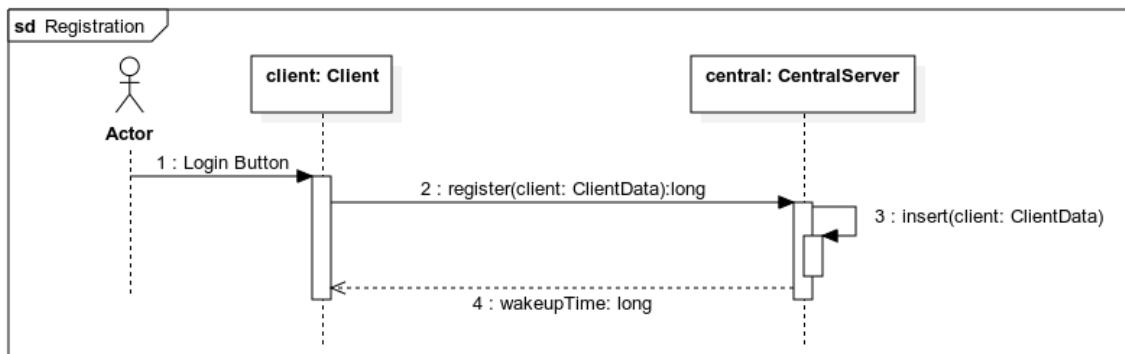 sd Registration
client: Client
central: CentralServer
Actor
1 : Login Button
2 : register(client: ClientData):long
3 : insert(client: ClientData)
4 : wakeupTime: long